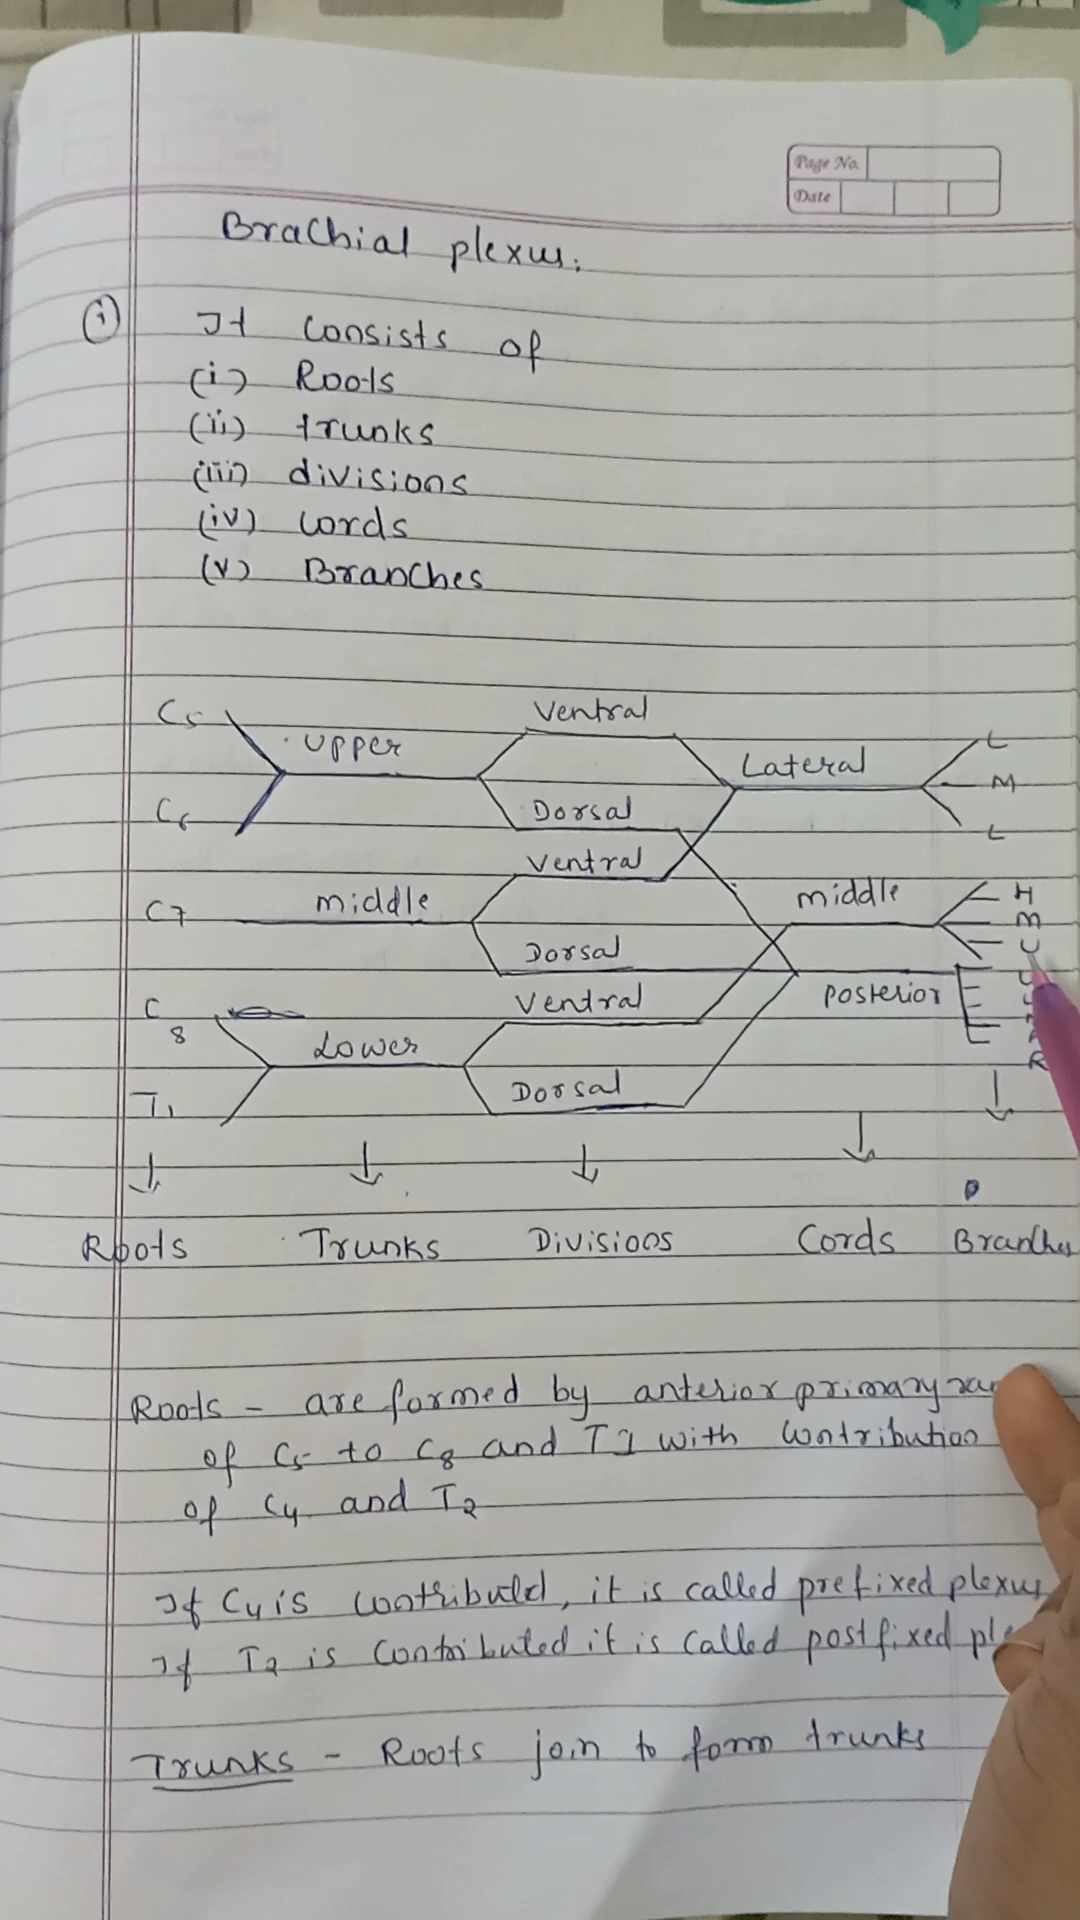 Page No.
Date
Brachial plexus.
(i) It consists of
(i) Roots
(ii) trunks
(iii) divisions
(iv) cords
(v) Branches
C5 Upper Ventral Lateral L
M
C6 Dorsal L
Ventral
C7 middle middle H
M
Dorsal U
C8 Ventral posterior
Lower
T1 Dorsal R
Roots Trunks Divisions Cords Branches
Roots - are formed by anterior primary
of C5 to C8 and T1 with contribution
of C4 and T2
If C4 is contributed, it is called prefixed plexus
If T2 is contributed it is called postfixed
Trunks - Roots join to form trunks